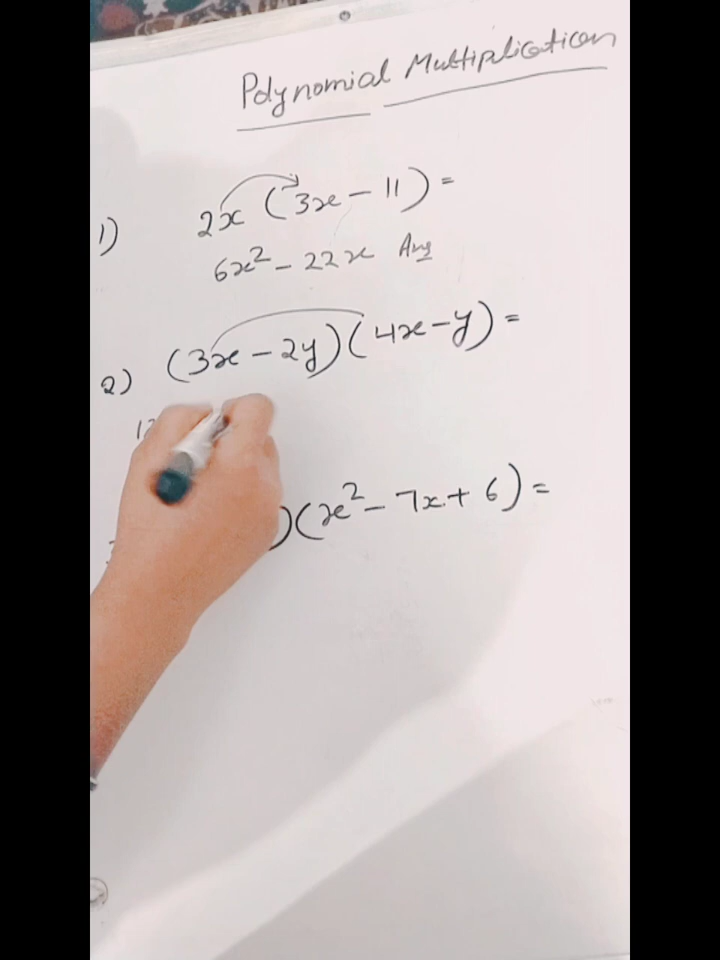 Polynomial Multiplication
1) 2x (3x - 11) =
6x² - 22x Ans
2) (3x - 2y)(4x - y) =
)(x² - 7x + 6) =